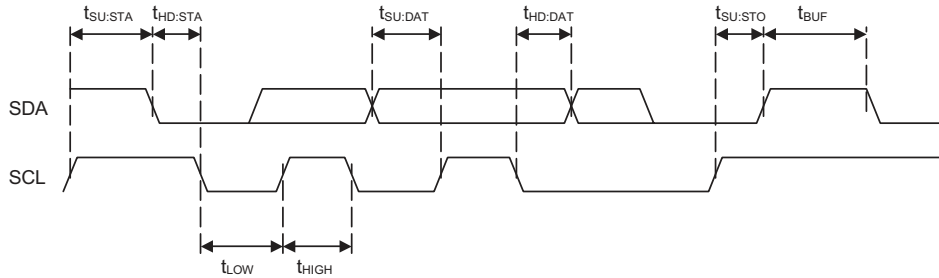 tSU:STA tHD:STA tSU:DAT tHD:DAT tSU:STO tBUF
SDA
SCL
tLOW tHIGH